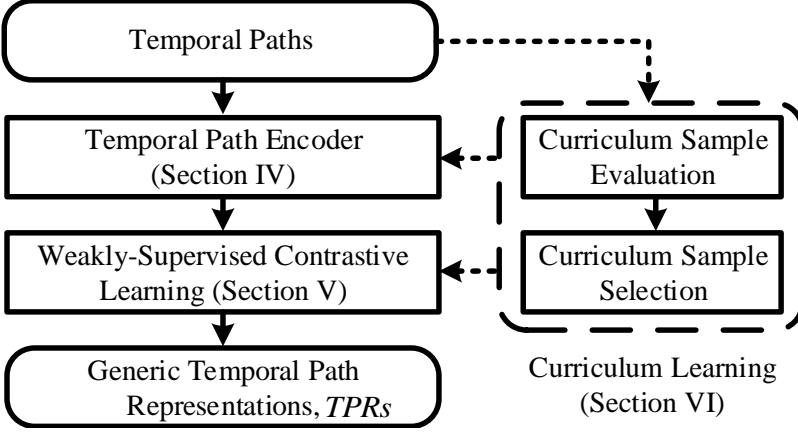 Temporal Paths
Temporal Path Encoder
(Section IV)
Weakly-Supervised Contrastive
Learning (Section V)
Generic Temporal Path
Representations, TPRs
Curriculum Sample
Evaluation
Curriculum Sample
Selection
Curriculum Learning
(Section VI)